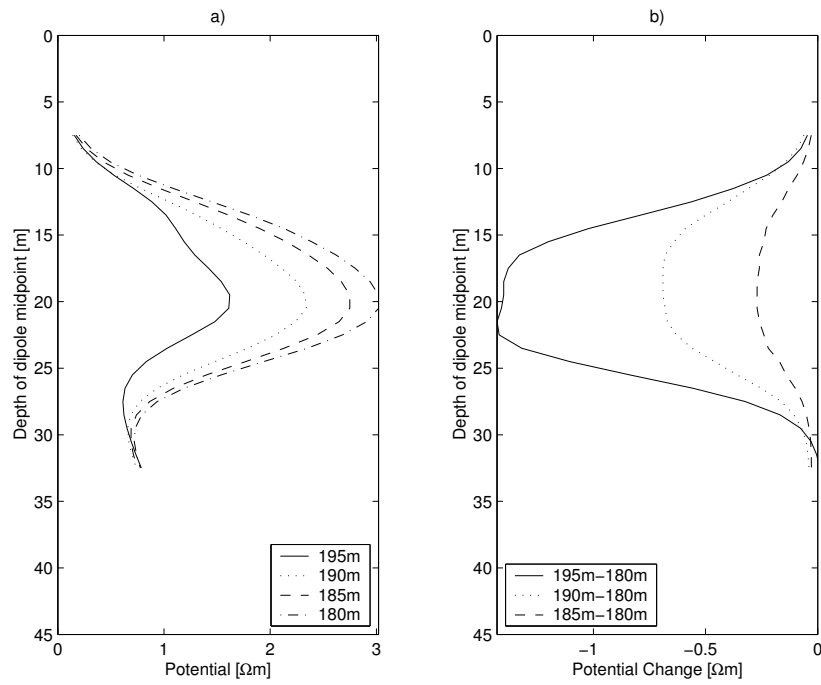 a)
0
5
10
15
20
25
30
35
40
45
0
1
2
3
Depth of dipole midpoint [m]
Potential [Ωm]
195m
190m
185m
180m
b)
0
5
10
15
20
25
30
35
40
45
−1
−0.5
0
Depth of dipole midpoint [m]
Potential Change [Ωm]
195m−180m
190m−180m
185m−180m